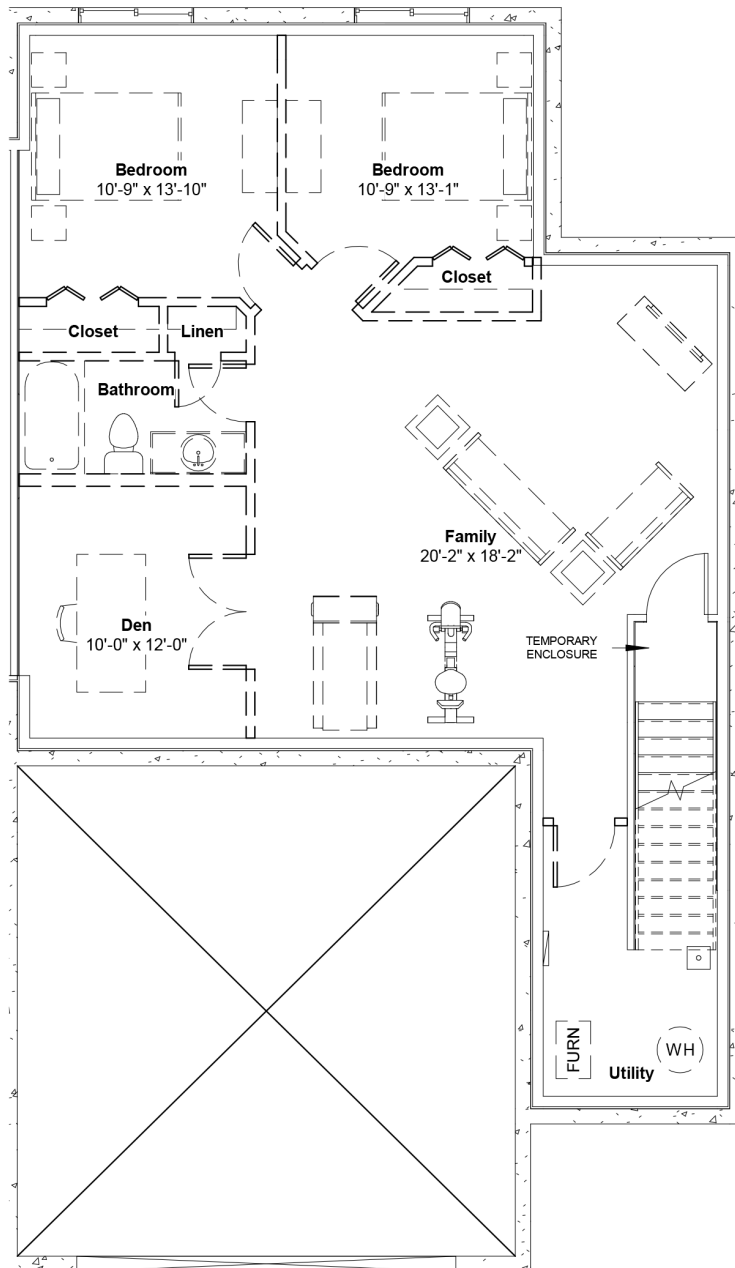 Bedroom
10'-9" x 13'-10"
Bedroom
10'-9" x 13'-1"
Closet
Closet
Linen
Bathroom
Family
20'-2" x 18'-2"
Den
10'-0" x 12'-0"
TEMPORARY
ENCLOSURE
FURN
WH
Utility